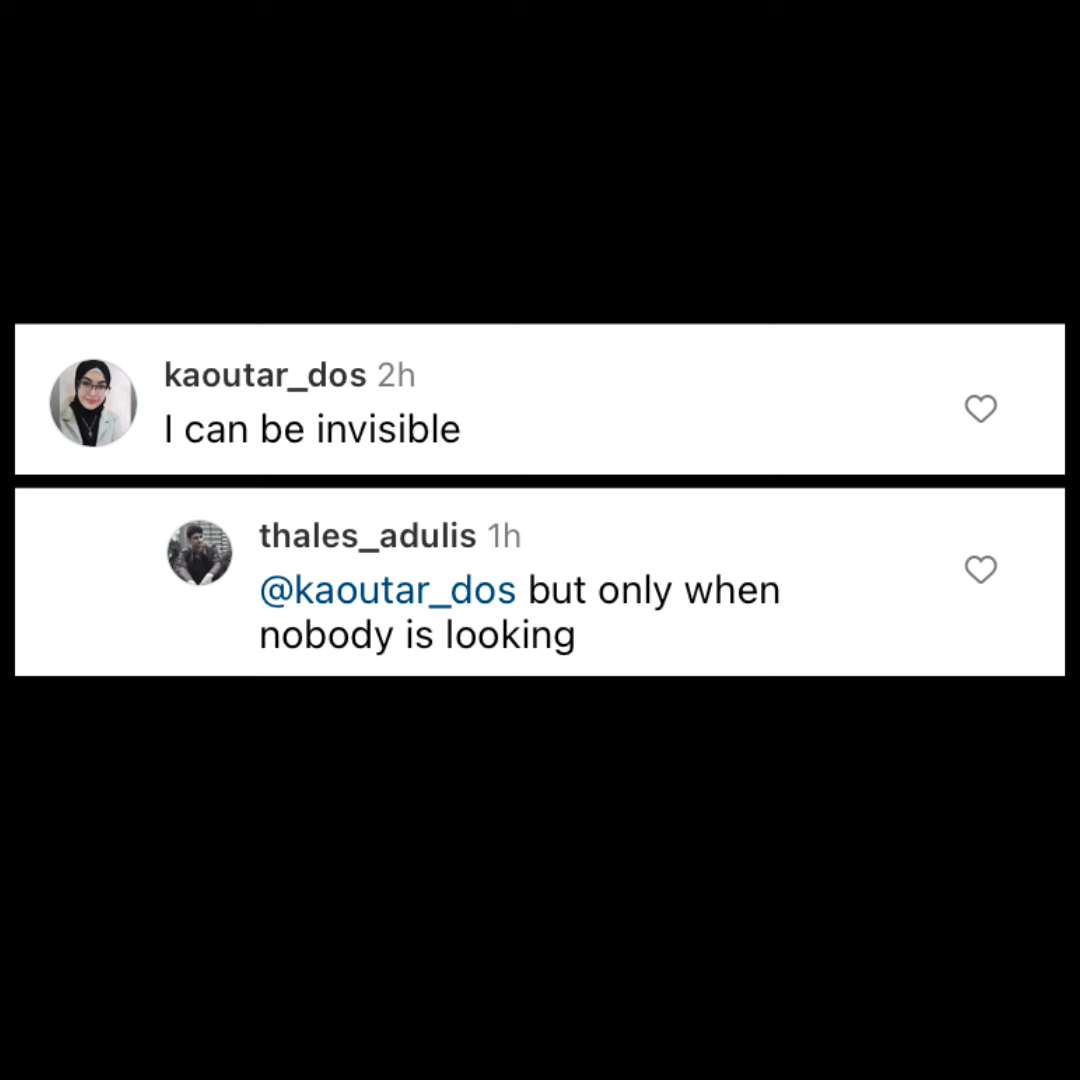 kaoutar_dos 2h
I can be invisible
thales_adulis 1h
@kaoutar_dos but only when
nobody is looking